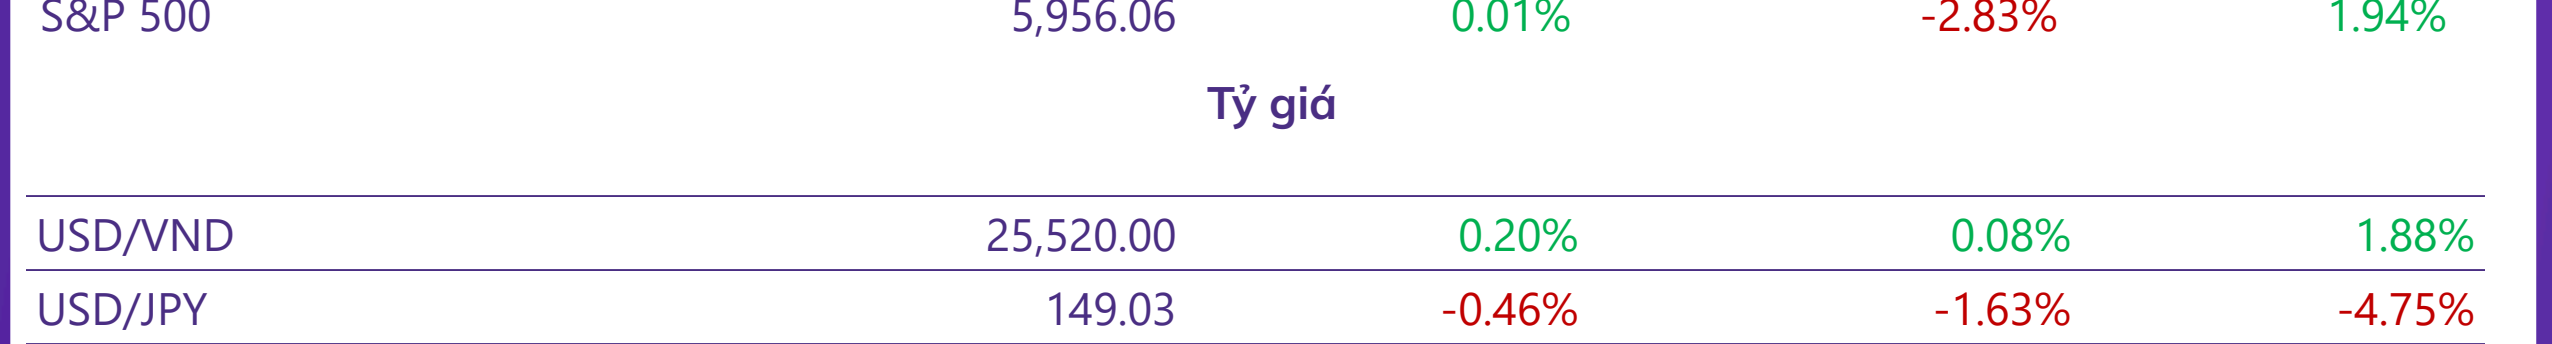 S&P 500 5,956.06 0.01% -2.83% 1.94%
Tỷ giá
USD/VND 25,520.00 0.20% 0.08% 1.88%
USD/JPY 149.03 -0.46% -1.63% -4.75%